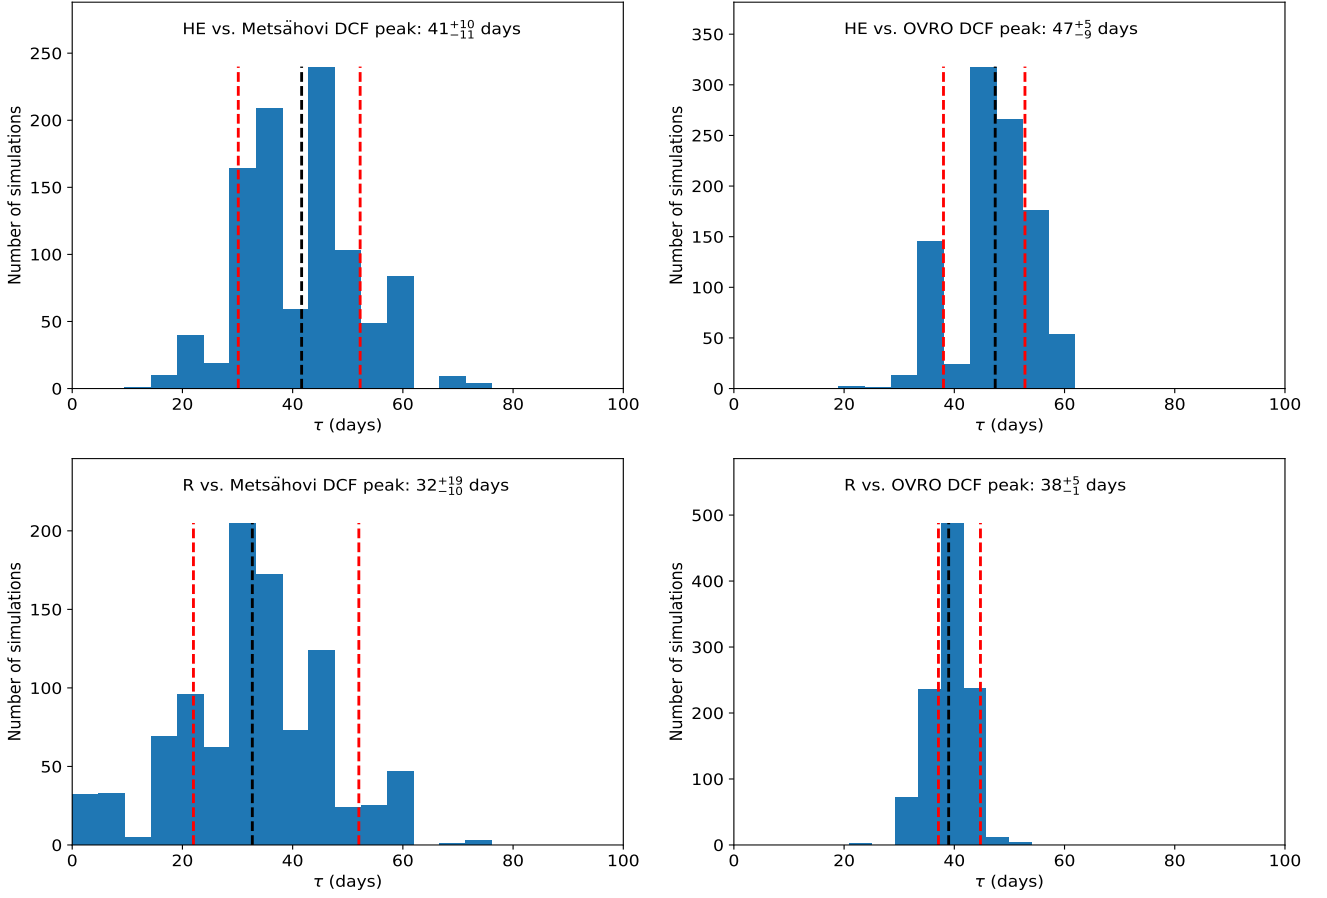 HE vs. Metsähovi DCF peak: 41^{+10}_{-11} days
Number of simulations
250
200
150
100
50
0
0 20 40 60 80 100
τ (days)
HE vs. OVRO DCF peak: 47^{+5}_{-9} days
Number of simulations
350
300
250
200
150
100
50
0
0 20 40 60 80 100
τ (days)
R vs. Metsähovi DCF peak: 32^{+19}_{-10} days
Number of simulations
200
150
100
50
0
0 20 40 60 80 100
τ (days)
R vs. OVRO DCF peak: 38^{+5}_{-1} days
Number of simulations
500
400
300
200
100
0
0 20 40 60 80 100
τ (days)